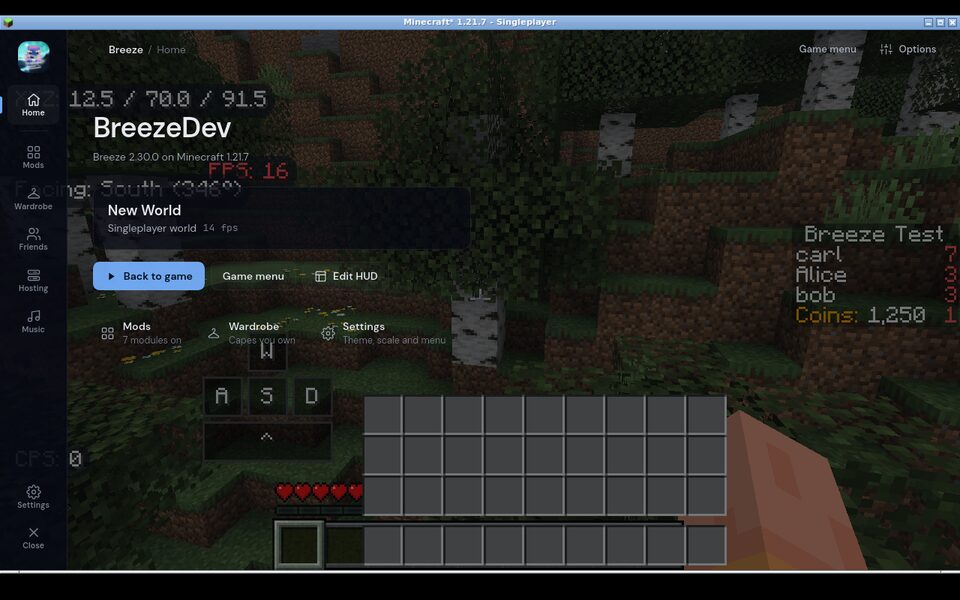 Minecraft* 1.21.7 - Singleplayer
Breeze / Home
Game menu
Options
12.5 / 70.0 / 91.5
Home
BreezeDev
Breeze 2.30.0 on Minecraft 1.21.7
Mods
FPS: 16
Facing: South (346°)
Wardrobe
New World
Singleplayer world 14 fps
Friends
Breeze Test
carl 7
Alice 3
bob 3
Coins: 1,250 1
Hosting
Back to game
Game menu
Edit HUD
Music
Mods
7 modules on
Wardrobe
Capes you own
Settings
Theme, scale and menu
W
A S D
^
CPS: 0
Settings
Close